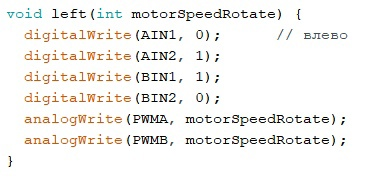 void left(int motorSpeedRotate) {
  digitalWrite(AIN1, 0);      // влево
  digitalWrite(AIN2, 1);
  digitalWrite(BIN1, 1);
  digitalWrite(BIN2, 0);
  analogWrite(PWMA, motorSpeedRotate);
  analogWrite(PWMB, motorSpeedRotate);
}